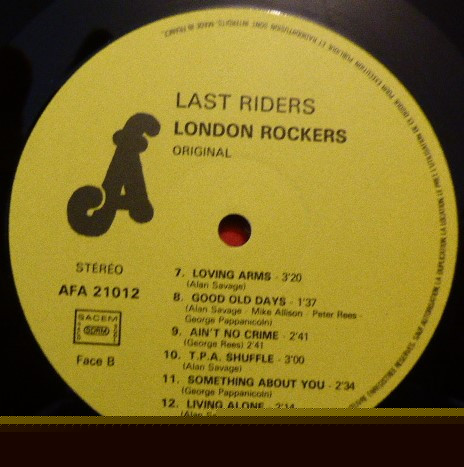 LAST RIDERS
LONDON ROCKERS
ORIGINAL
STÉRÉO
AFA 21012
SACEM
SDRM
Face B
7. LOVING ARMS - 3'20
(Alan Savage)
8. GOOD OLD DAYS - 1'37
(Alan Savage - Mike Allison - Peter Rees -
George Pappanicoln)
9. AIN'T NO CRIME - 2'41
(George Rees) 2'41
10. T.P.A. SHUFFLE - 3'00
(Alan Savage)
11. SOMETHING ABOUT YOU - 2'34
(George Pappanicoln)
12. LIVING ALONE - 2'14
MADE IN FRANCE